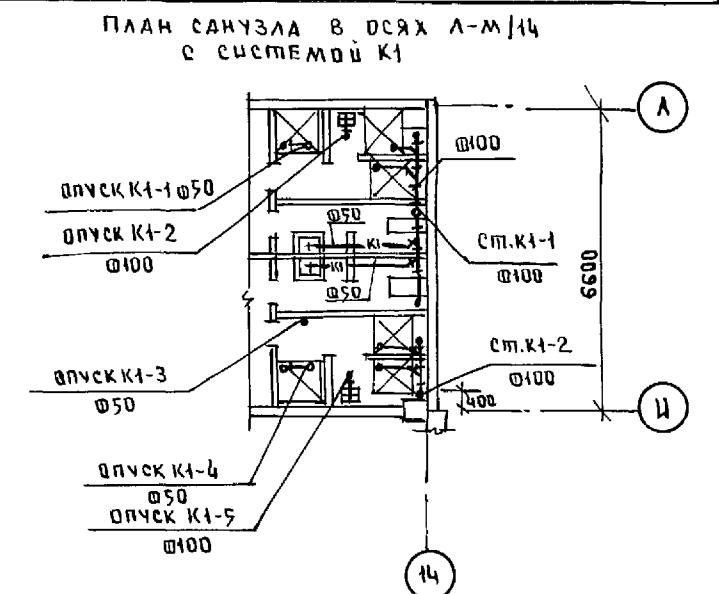 ПЛАН САНУЗЛА В ОСЯХ Л-М/14
С СИСТЕМОЙ К1
Л
Ф100
ОПУСК К1-1 Ф50
ОПУСК К1-2
Ф100
Ф50
К1
К1
Ф50
СТ.К1-1
Ф100
6600
ОПУСК К1-3
Ф50
СТ.К1-2
Ф100
400
И
ОПУСК К1-4
Ф50
ОПУСК К1-5
Ф100
14